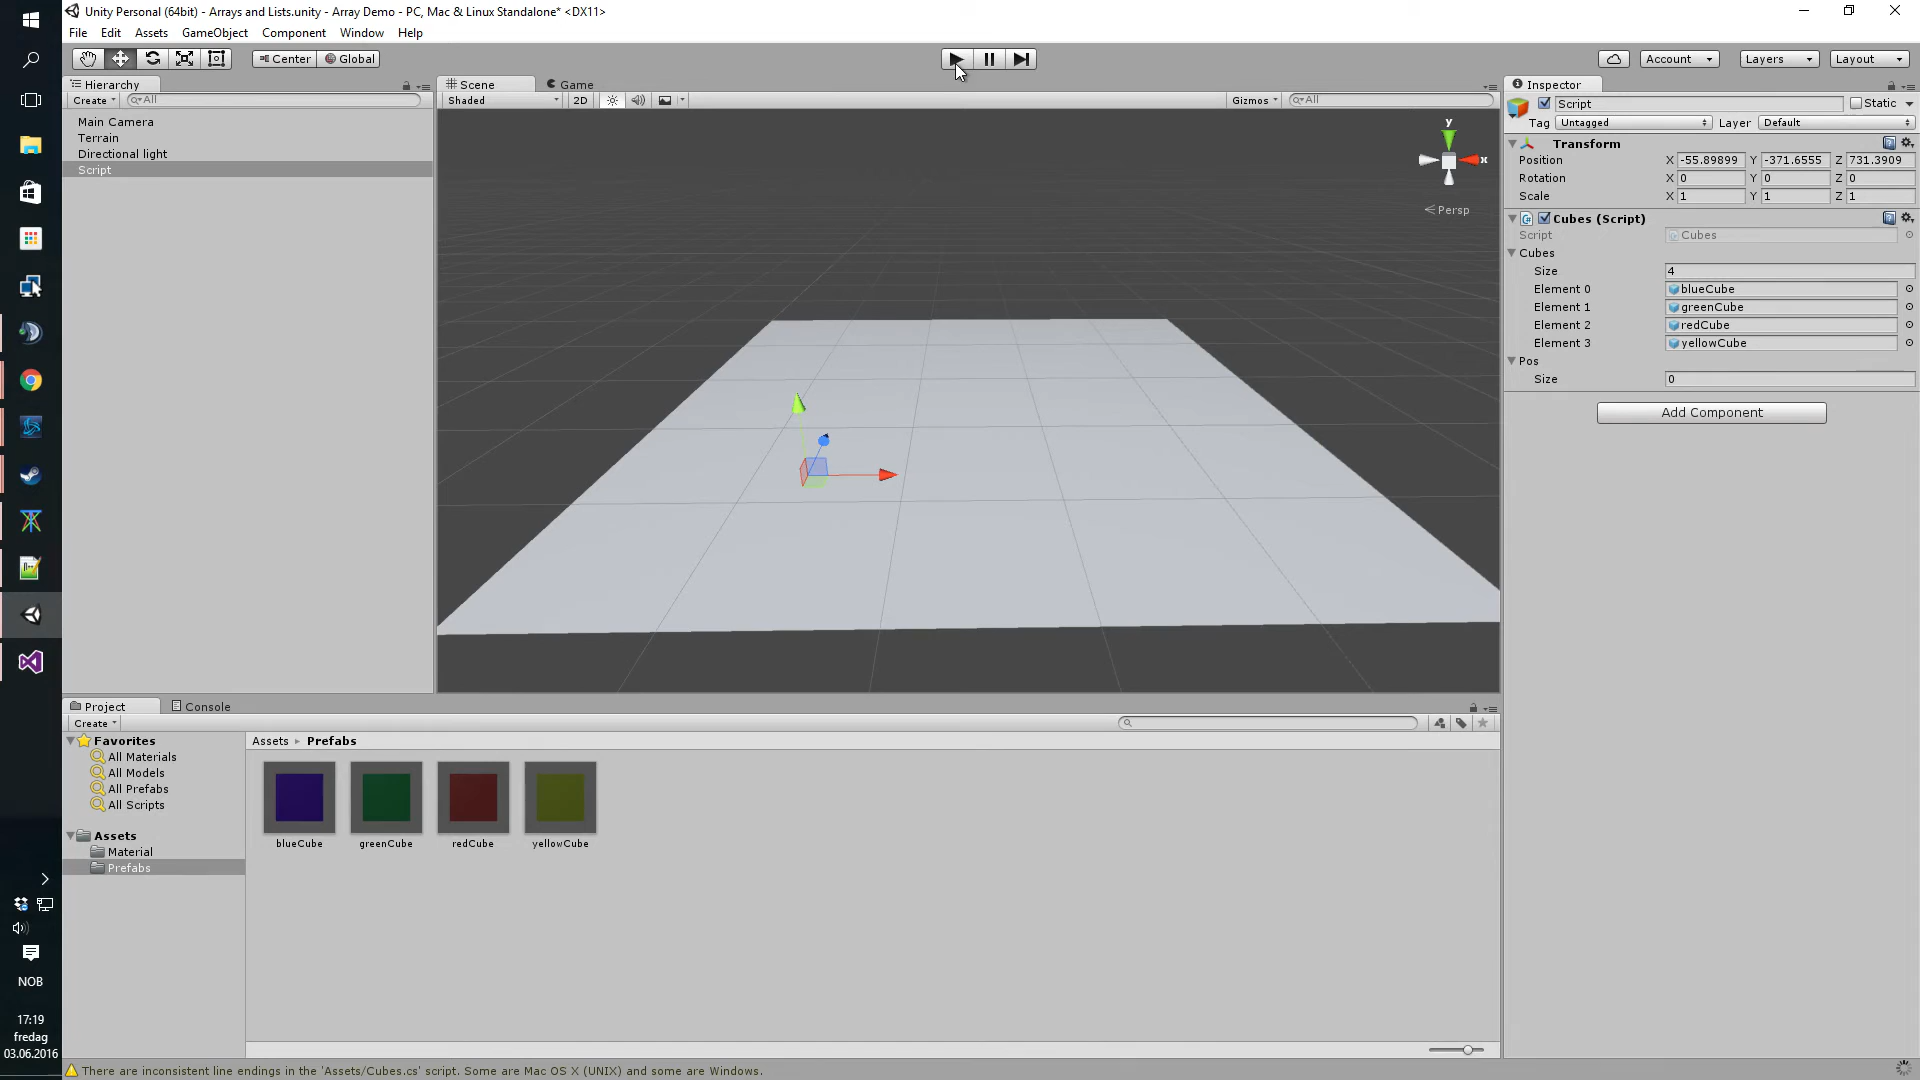 Unity Personal (64bit) - Arrays and Lists.unity - Array Demo - PC, Mac & Linux Standalone* <DX11>
File Edit Assets GameObject Component Window Help
Center Global
Account Layers Layout
Hierarchy
Create All
Main Camera
Terrain
Directional light
Script
Scene Game
Shaded 2D Gizmos All
y
x
Persp
Inspector
Script Static
Tag Untagged Layer Default
Transform
Position X -55.89899 Y -371.6555 Z 731.3909
Rotation X 0 Y 0 Z 0
Scale X 1 Y 1 Z 1
Cubes (Script)
Script Cubes
Cubes
Size 4
Element 0 blueCube
Element 1 greenCube
Element 2 redCube
Element 3 yellowCube
Pos
Size 0
Add Component
Project Console
Create
Favorites
All Materials
All Models
All Prefabs
All Scripts
Assets
Material
Prefabs
Assets Prefabs
blueCube greenCube redCube yellowCube
There are inconsistent line endings in the 'Assets/Cubes.cs' script. Some are Mac OS X (UNIX) and some are Windows.
NOB
17:19
fredag
03.06.2016